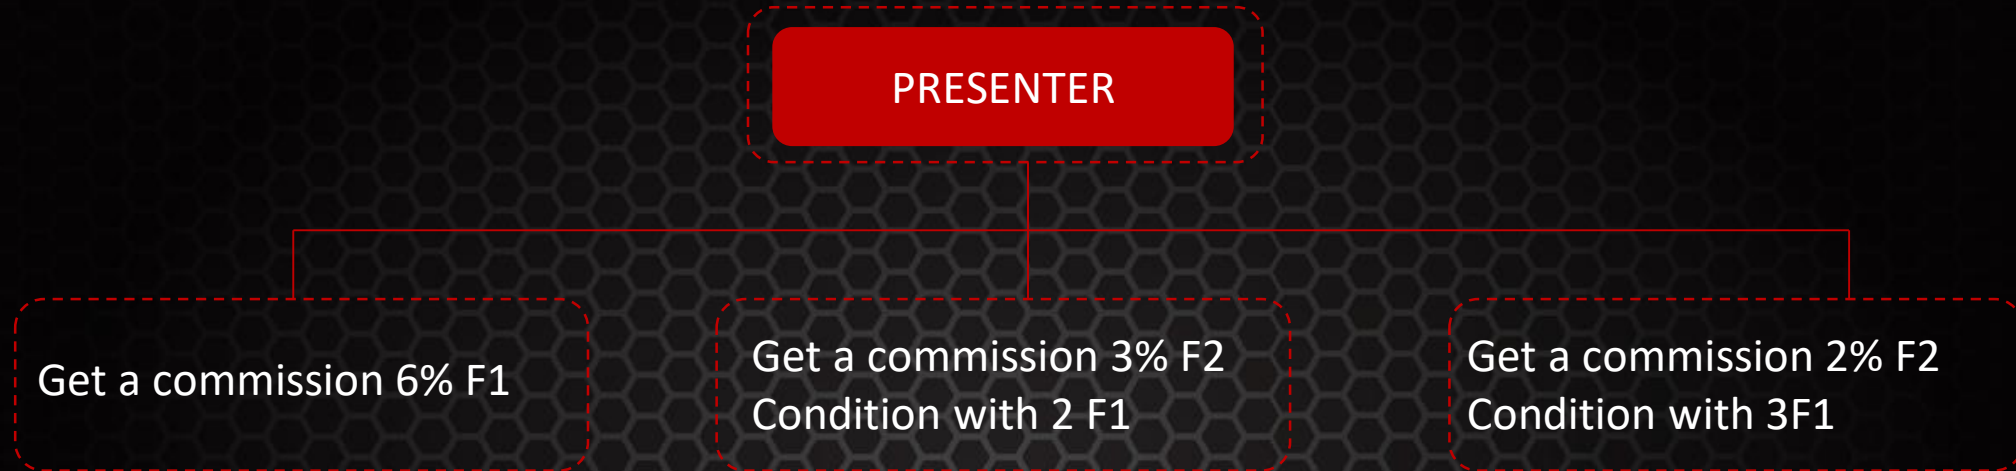 PRESENTER
Get a commission 6% F1
Get a commission 3% F2
Condition with 2 F1
Get a commission 2% F2
Condition with 3F1